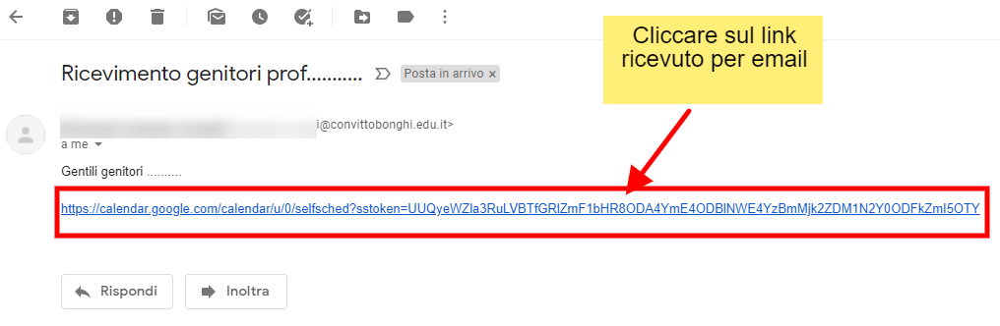 Cliccare sul link
ricevuto per email
Ricevimento genitori prof........... Posta in arrivo ×
i@convittobonghi.edu.it>
a me
Gentili genitori ..........
https://calendar.google.com/calendar/u/0/selfsched?sstoken=UUQyeWZla3RuLVBTfGRlZmF1bHR8ODA4YmE4ODBlNWE4YzBmMjk2ZDM1N2Y0ODFkZmI5OTY
Rispondi Inoltra